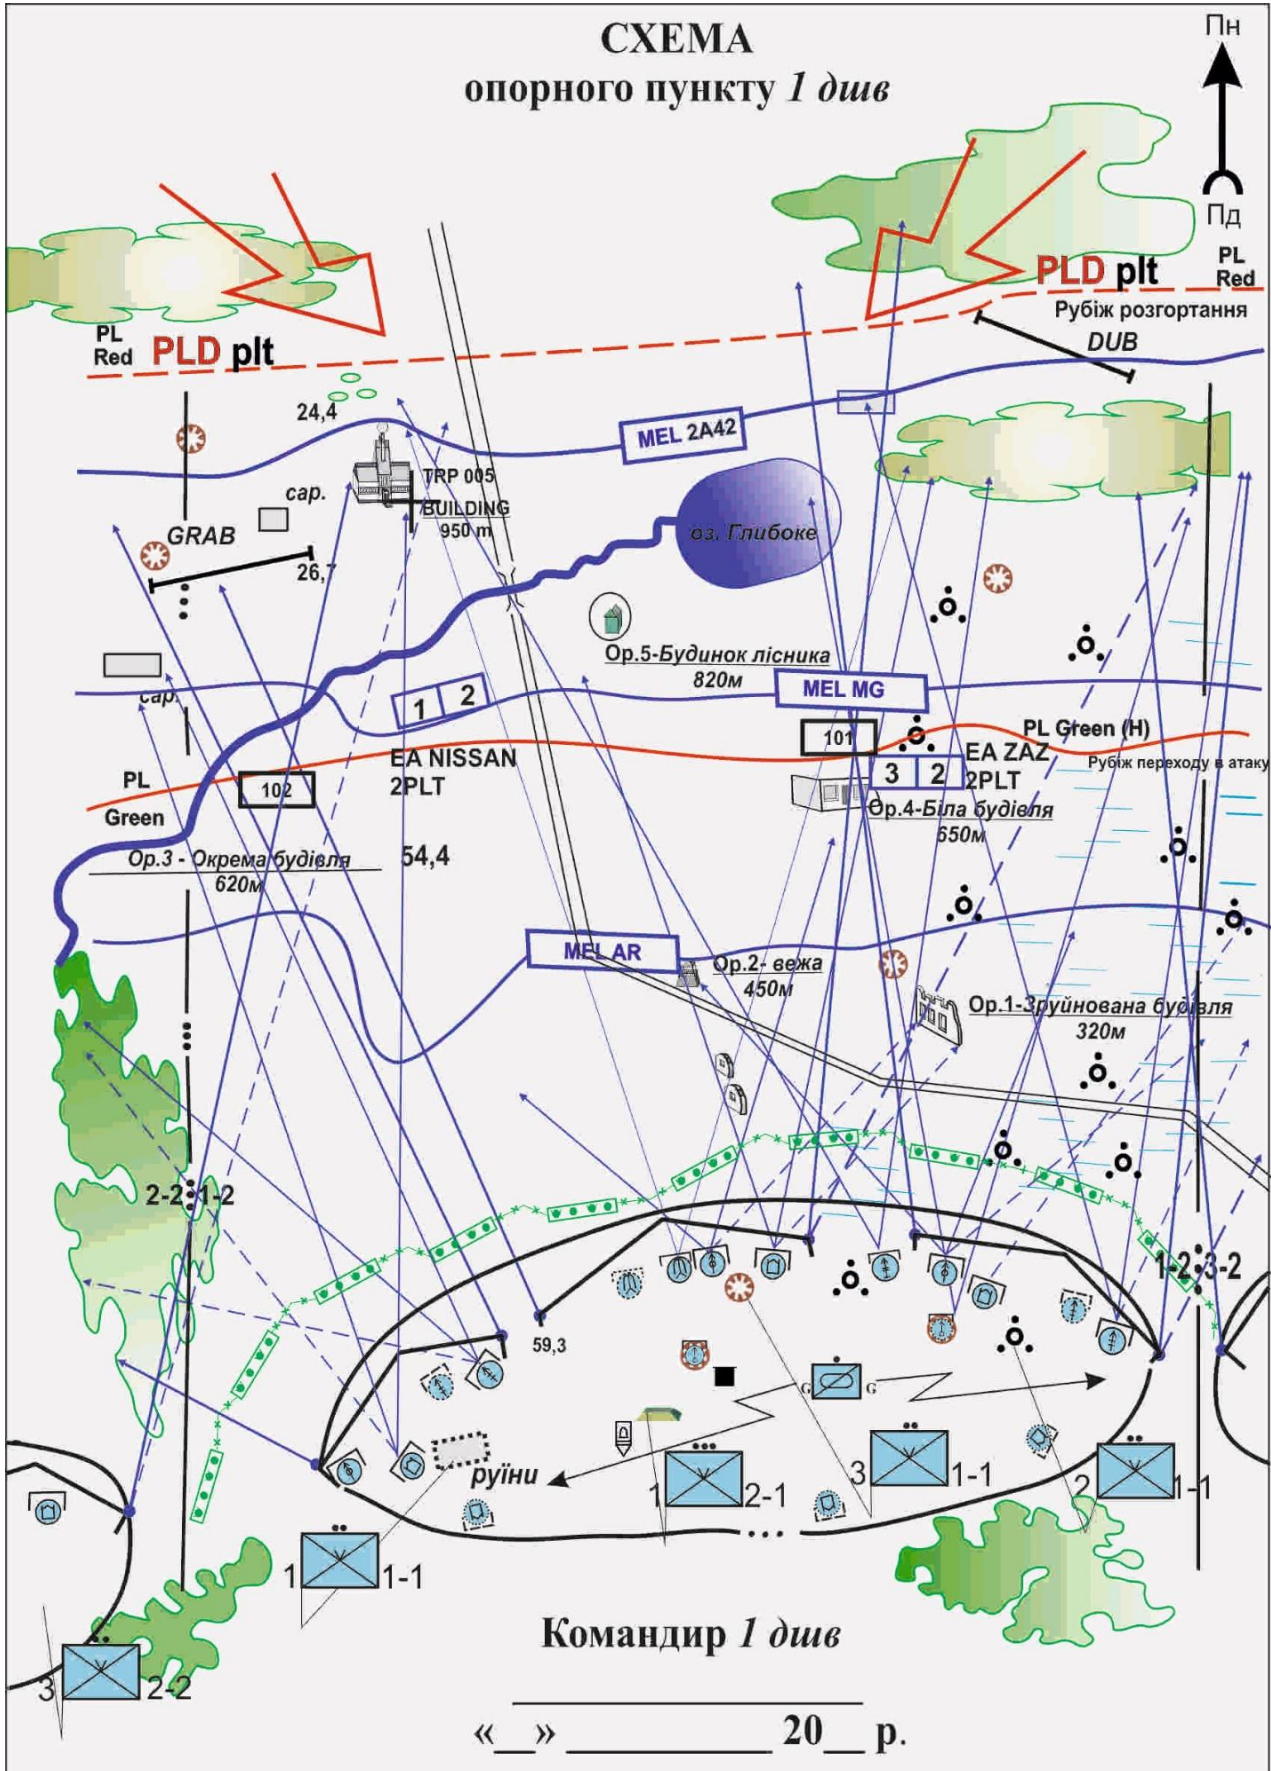 СХЕМА
опорного пункту 1 дшв
Пн
Пд
PL
Red
PLD plt
Рубіж розгортання
DUB
PL
Red
PLD plt
24,4
MEL 2A42
TRP 005
BUILDING
950 m
сар.
GRAB
26,7
оз. Глибоке
Ор.5-Будинок лісника
820м
сар.
1 2
MEL MG
101
PL Green (H)
EA NISSAN
2PLT
3 2
EA ZAZ
2PLT
Рубіж переходу в атаку
PL
Green
102
Ор.4-Біла будівля
650м
Ор.3 - Окрема будівля
620м
54,4
MEL AR
Ор.2- вежа
450м
Ор.1-Зруйнована будівля
320м
2-2 1-2
1-2 3-2
59,3
G G
руїни
1 2-1
3 1-1
2 1-1
1 1-1
3 2-2
Командир 1 дшв
«__» __________ 20__ р.